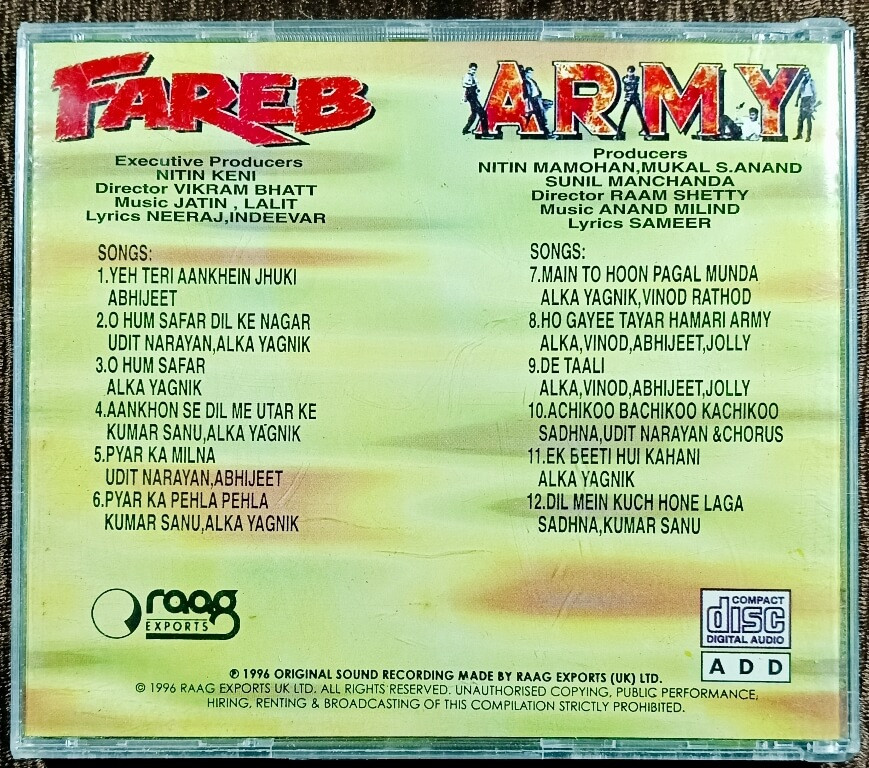 FAREB
Executive Producers
NITIN KENI
Director VIKRAM BHATT
Music JATIN , LALIT
Lyrics NEERAJ,INDEEVAR
SONGS:
1.YEH TERI AANKHEIN JHUKI
ABHIJEET
2.O HUM SAFAR DIL KE NAGAR
UDIT NARAYAN,ALKA YAGNIK
3.O HUM SAFAR
ALKA YAGNIK
4.AANKHON SE DIL ME UTAR KE
KUMAR SANU,ALKA YAGNIK
5.PYAR KA MILNA
UDIT NARAYAN,ABHIJEET
6.PYAR KA PEHLA PEHLA
KUMAR SANU,ALKA YAGNIK
ARMY
Producers
NITIN MAMOHAN,MUKAL S.ANAND
SUNIL MANCHANDA
Director RAAM SHETTY
Music ANAND MILIND
Lyrics SAMEER
SONGS:
7.MAIN TO HOON PAGAL MUNDA
ALKA YAGNIK,VINOD RATHOD
8.HO GAYEE TAYAR HAMARI ARMY
ALKA,VINOD,ABHIJEET,JOLLY
9.DE TAALI
ALKA,VINOD,ABHIJEET,JOLLY
10.ACHIKOO BACHIKOO KACHIKOO
SADHNA,UDIT NARAYAN &CHORUS
11.EK BEETI HUI KAHANI
ALKA YAGNIK
12.DIL MEIN KUCH HONE LAGA
SADHNA,KUMAR SANU
raag
EXPORTS
COMPACT
disc
DIGITAL AUDIO
A D D
℗ 1996 ORIGINAL SOUND RECORDING MADE BY RAAG EXPORTS (UK) LTD.
© 1996 RAAG EXPORTS UK LTD. ALL RIGHTS RESERVED. UNAUTHORISED COPYING, PUBLIC PERFORMANCE,
HIRING, RENTING & BROADCASTING OF THIS COMPILATION STRICTLY PROHIBITED.